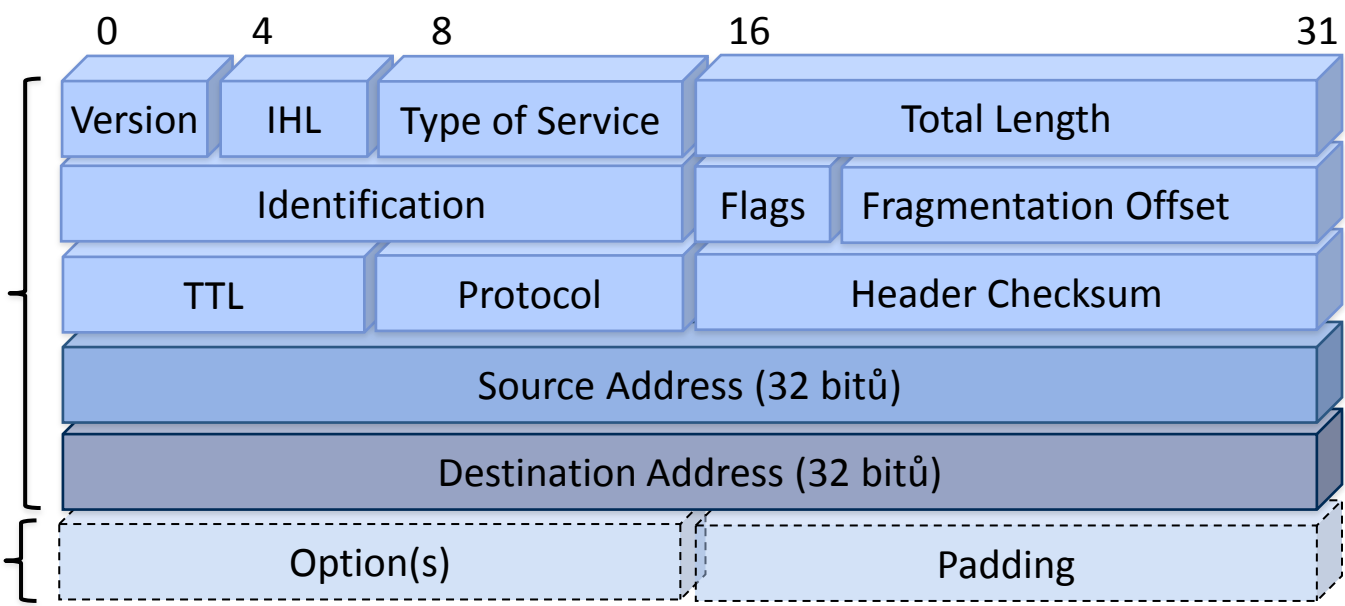 0 4 8 16 31
Version IHL Type of Service Total Length
Identification Flags Fragmentation Offset
TTL Protocol Header Checksum
Source Address (32 bitů)
Destination Address (32 bitů)
Option(s) Padding